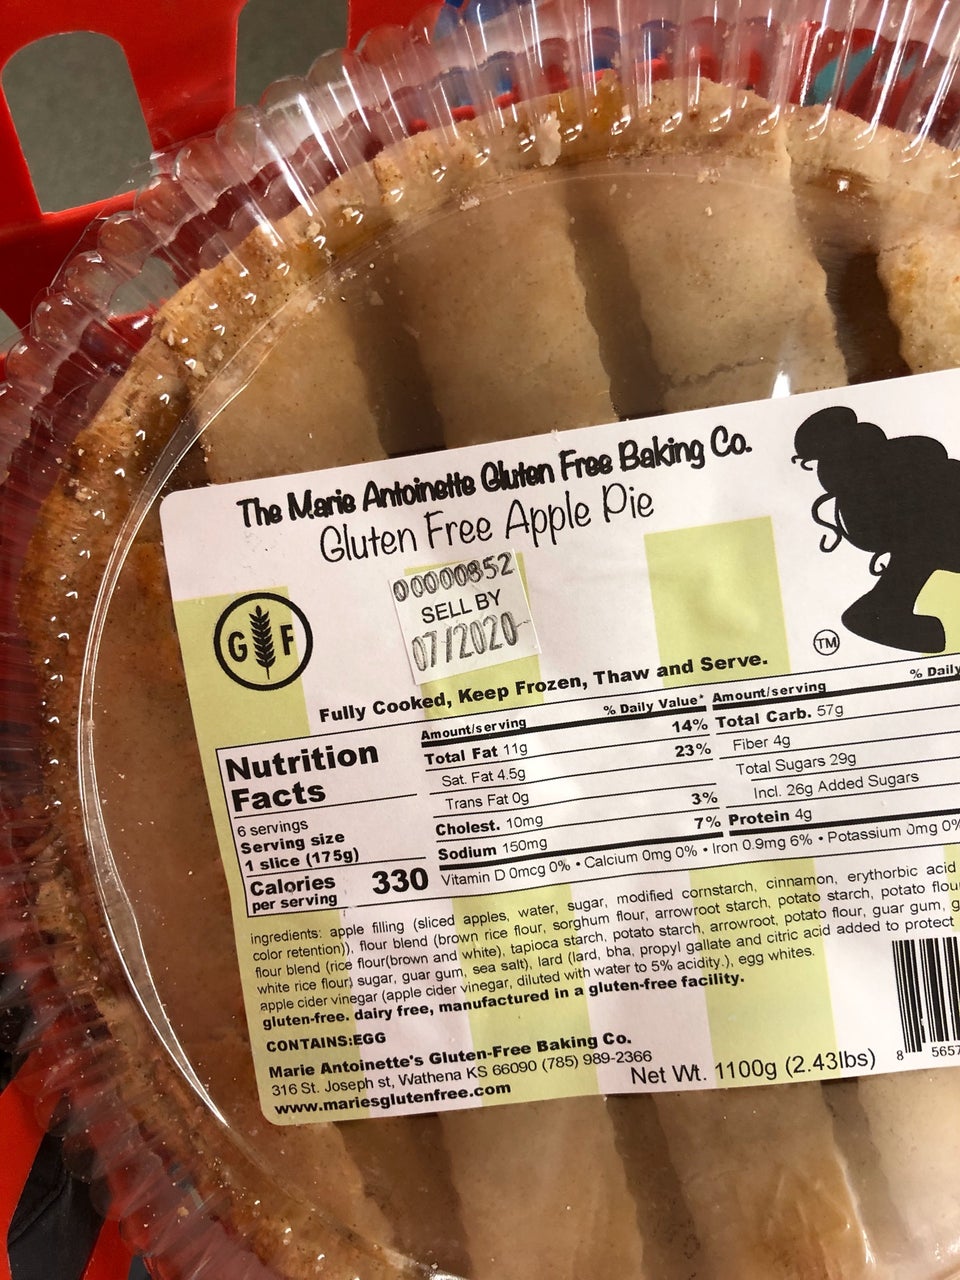 The Marie Antoinette Gluten Free Baking Co.
Gluten Free Apple Pie
00000852
SELL BY
07/2020
G F
TM
Fully Cooked, Keep Frozen, Thaw and Serve.
Nutrition
Facts
6 servings
Serving size
1 slice (175g)
Calories
per serving
330
Amount/serving % Daily Value* Amount/serving % Daily
Total Fat 11g 14% Total Carb. 57g
Sat. Fat 4.5g 23% Fiber 4g
Trans Fat 0g Total Sugars 29g
Cholest. 10mg 3% Incl. 26g Added Sugars
Sodium 150mg 7% Protein 4g
Vitamin D 0mcg 0% • Calcium 0mg 0% • Iron 0.9mg 6% • Potassium 0mg 0%
ingredients: apple filling (sliced apples, water, sugar, modified cornstarch, cinnamon, erythorbic acid
color retention)), flour blend (brown rice flour, sorghum flour, arrowroot starch, potato starch, potato flou
flour blend (rice flour(brown and white), tapioca starch, potato starch, arrowroot, potato flour, guar gum, g
white rice flour) sugar, guar gum, sea salt), lard (lard, bha, propyl gallate and citric acid added to protect
apple cider vinegar (apple cider vinegar, diluted with water to 5% acidity.), egg whites.
gluten-free. dairy free, manufactured in a gluten-free facility.
CONTAINS:EGG
Marie Antoinette's Gluten-Free Baking Co.
316 St. Joseph st, Wathena KS 66090 (785) 989-2366
www.mariesglutenfree.com
Net Wt. 1100g (2.43lbs)
8 5657